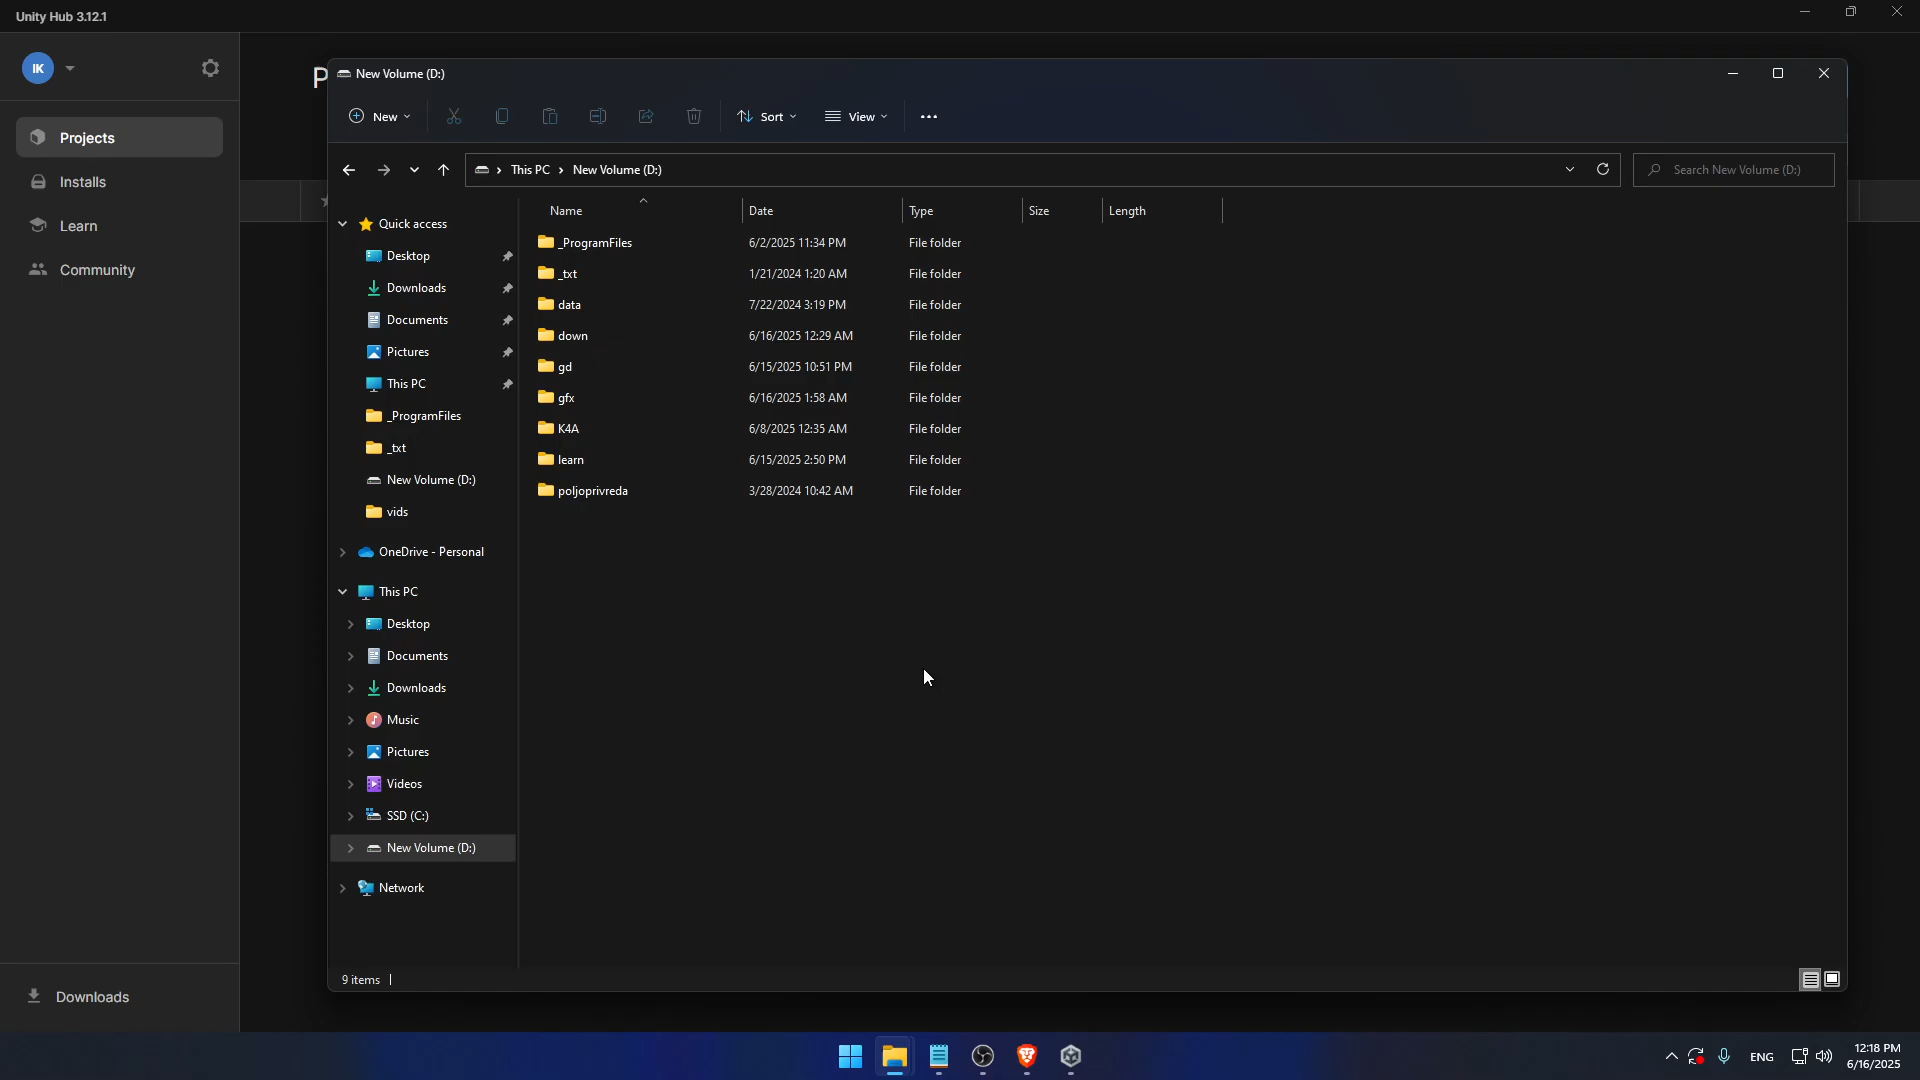 Unity Hub 3.12.1
IK
Projects
Installs
Learn
Community
Downloads
P
New Volume (D:)
New
Sort
View
This PC
New Volume (D:)
Search New Volume (D:)
Quick access
Desktop
Downloads
Documents
Pictures
This PC
_ProgramFiles
_txt
New Volume (D:)
vids
OneDrive - Personal
This PC
Desktop
Documents
Downloads
Music
Pictures
Videos
SSD (C:)
New Volume (D:)
Network
Name Date Type Size Length
_ProgramFiles 6/2/2025 11:34 PM File folder
_txt 1/21/2024 1:20 AM File folder
data 7/22/2024 3:19 PM File folder
down 6/16/2025 12:29 AM File folder
gd 6/15/2025 10:51 PM File folder
gfx 6/16/2025 1:58 AM File folder
K4A 6/8/2025 12:35 AM File folder
learn 6/15/2025 2:50 PM File folder
poljoprivreda 3/28/2024 10:42 AM File folder
9 items
ENG
12:18 PM
6/16/2025